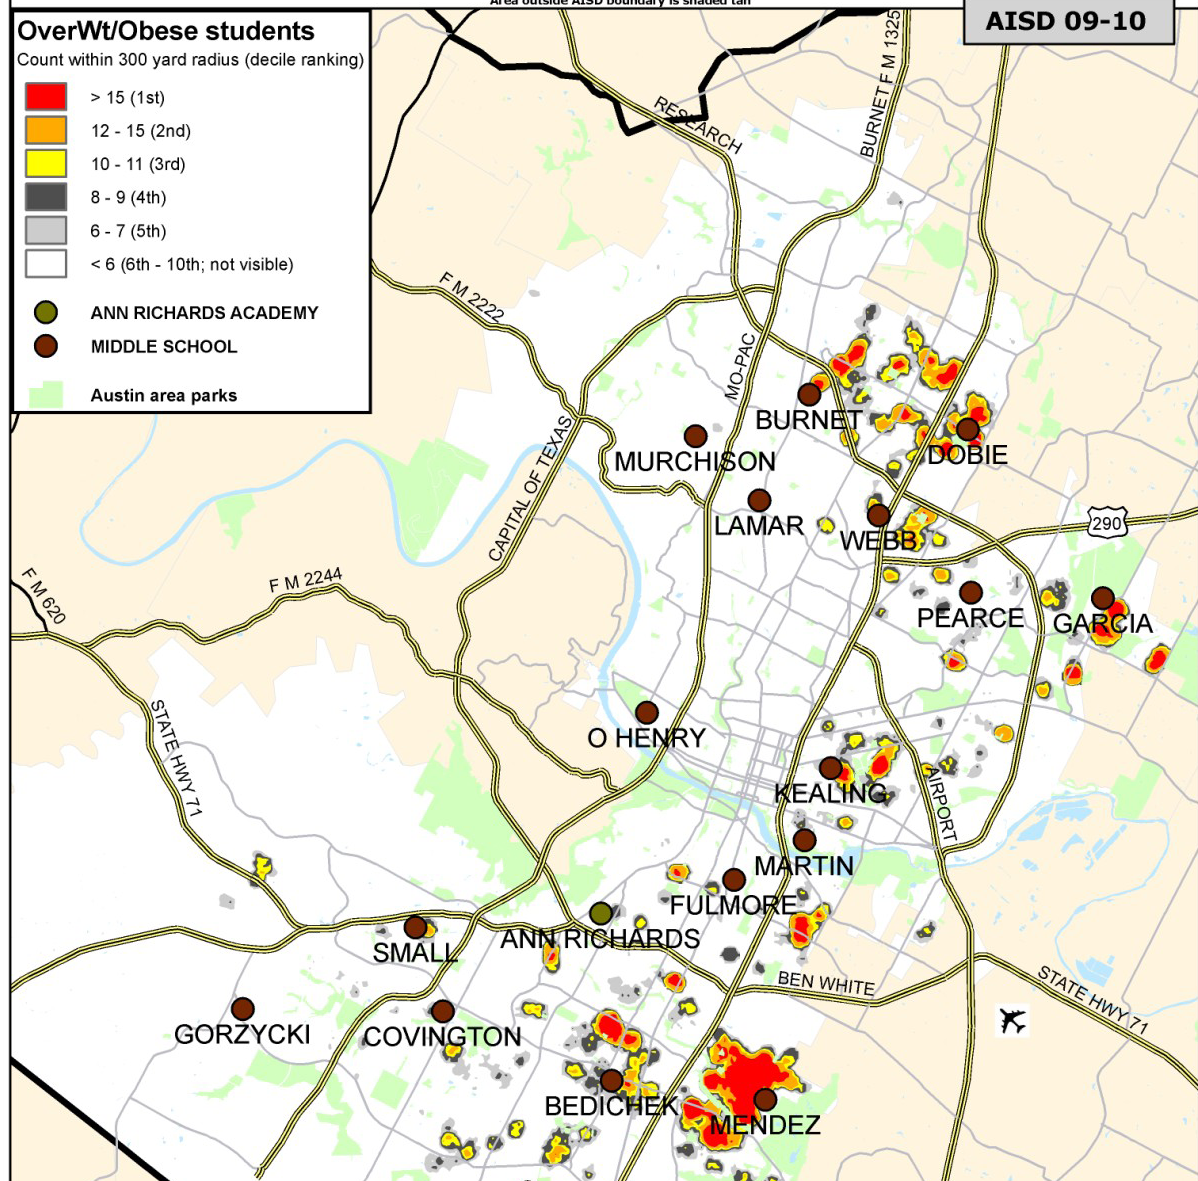 Area outside AISD boundary is shaded tan
AISD 09-10
OverWt/Obese students
Count within 300 yard radius (decile ranking)
> 15 (1st)
12 - 15 (2nd)
10 - 11 (3rd)
8 - 9 (4th)
6 - 7 (5th)
< 6 (6th - 10th; not visible)
ANN RICHARDS ACADEMY
MIDDLE SCHOOL
Austin area parks
BURNET F M 1325
RESEARCH
F M 2222
MO-PAC
BURNET
CAPITAL OF TEXAS
MURCHISON
DOBIE
LAMAR
WEBB
290
F M 620
F M 2244
PEARCE
GARCIA
STATE HWY 71
O HENRY
KEALING
AIRPORT
MARTIN
FULMORE
SMALL
ANN RICHARDS
BEN WHITE
STATE HWY 71
GORZYCKI
COVINGTON
BEDICHEK
MENDEZ